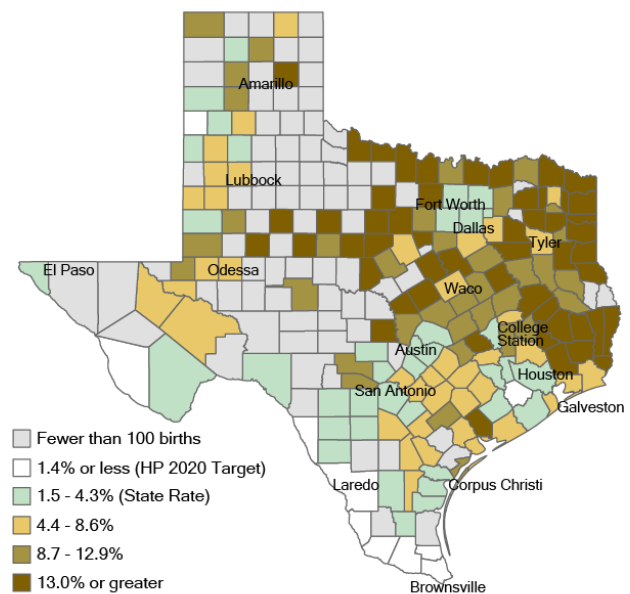 Amarillo
Lubbock
Fort Worth
Dallas
Tyler
El Paso
Odessa
Waco
College
Station
Austin
Houston
San Antonio
Galveston
Laredo
Corpus Christi
Brownsville
Fewer than 100 births
1.4% or less (HP 2020 Target)
1.5 - 4.3% (State Rate)
4.4 - 8.6%
8.7 - 12.9%
13.0% or greater